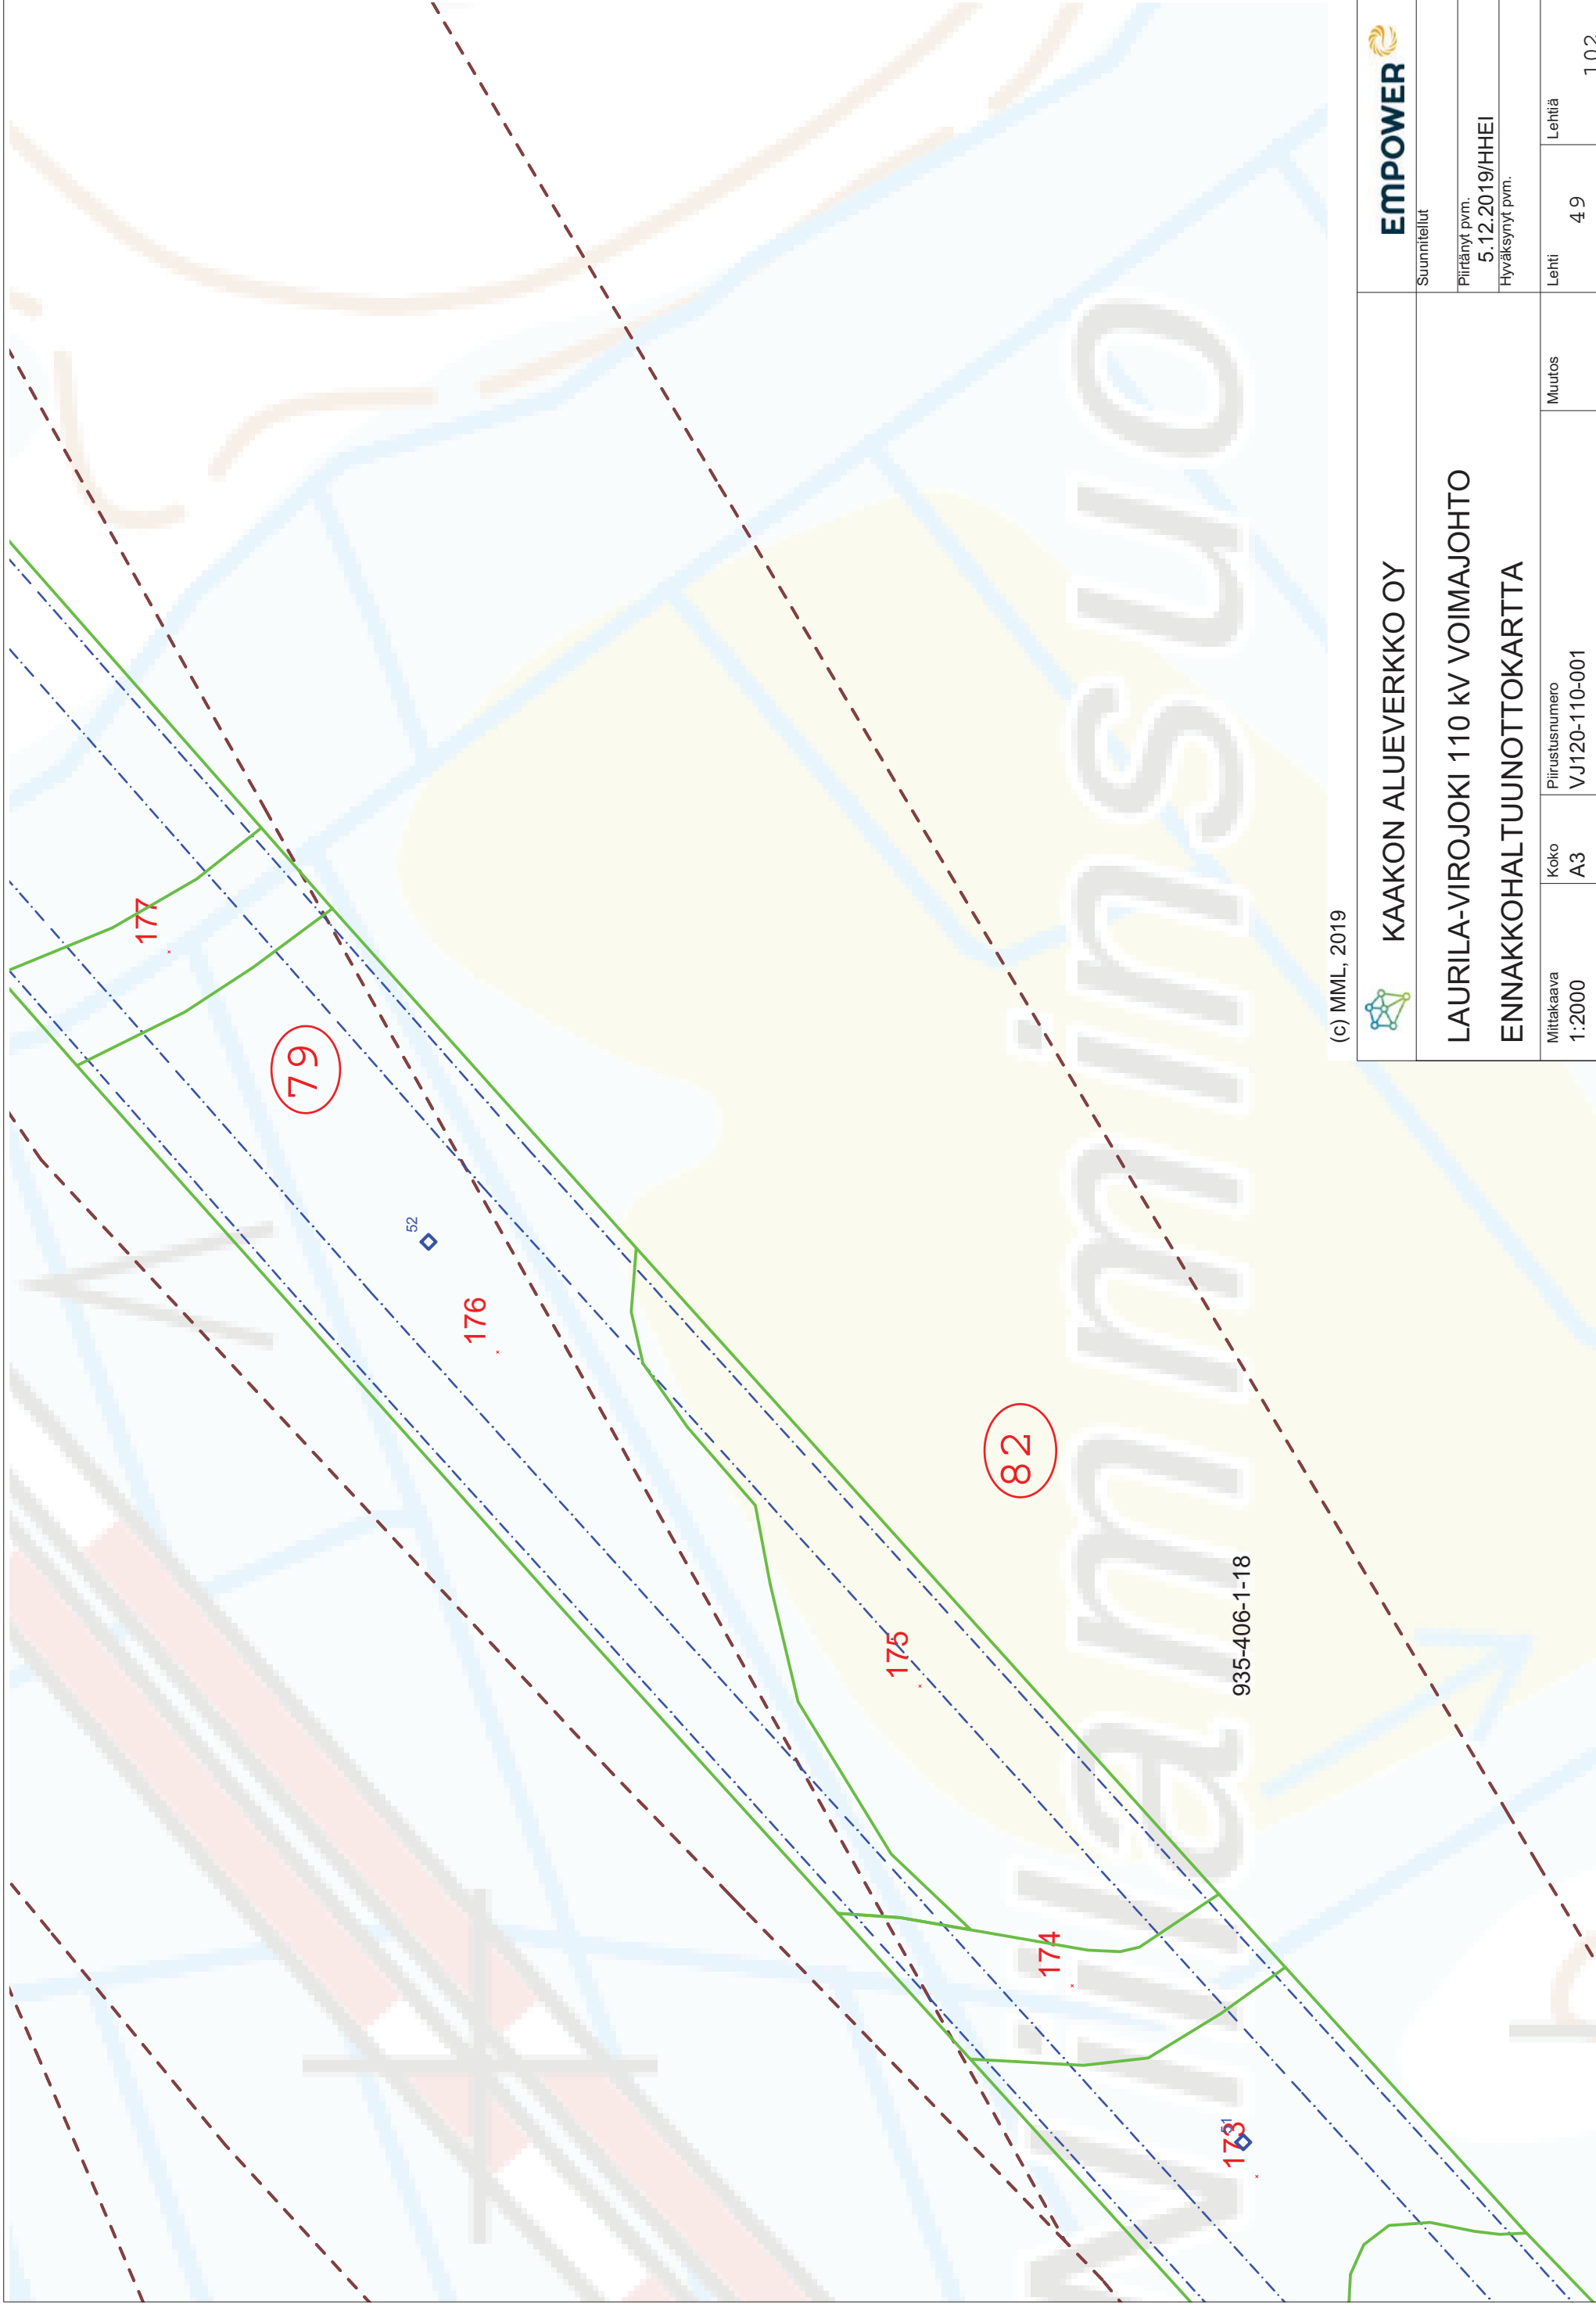 177
79
52
176
82
175
935-406-1-18
174
51
173
Nillamminsuo
(c) MML, 2019
KAAKON ALUEVERKKO OY
EMPOWER
LAURILA-VIROJOKI 110 kV VOIMAJOHTO
ENNAKKOHALTUUNOTTOKARTTA
Suunnitellut
Piirtänyt pvm.
5.12.2019/HHEI
Hyväksynyt pvm.
Mittakaava
1:2000
Koko
A3
Piirustusnumero
VJ120-110-001
Muutos
Lehti
49
Lehtiä
102